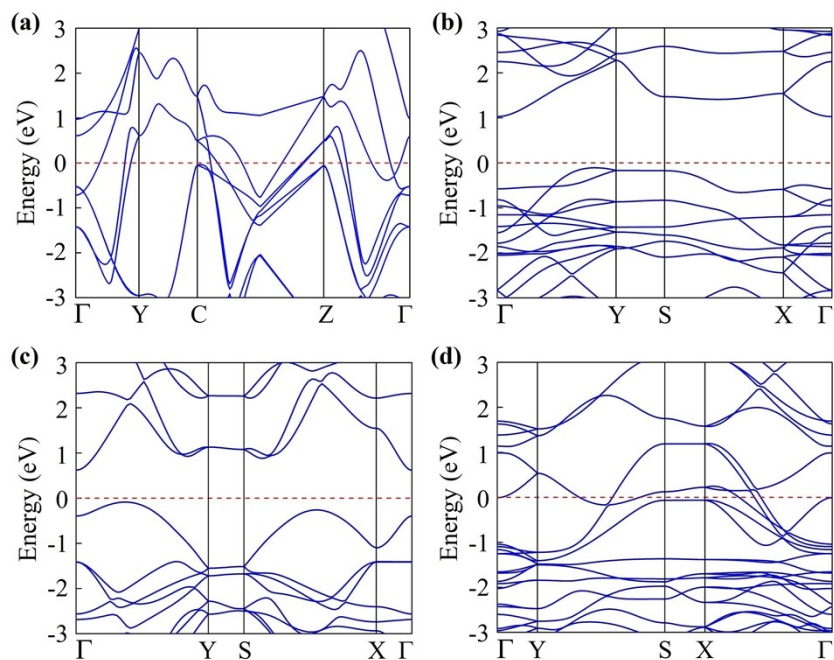 (a)
3
2
1
0
-1
-2
-3
Energy (eV)
Γ Y C Z Γ
(b)
3
2
1
0
-1
-2
-3
Energy (eV)
Γ Y S X Γ
(c)
3
2
1
0
-1
-2
-3
Energy (eV)
Γ Y S X Γ
(d)
3
2
1
0
-1
-2
-3
Energy (eV)
Γ Y S X Γ